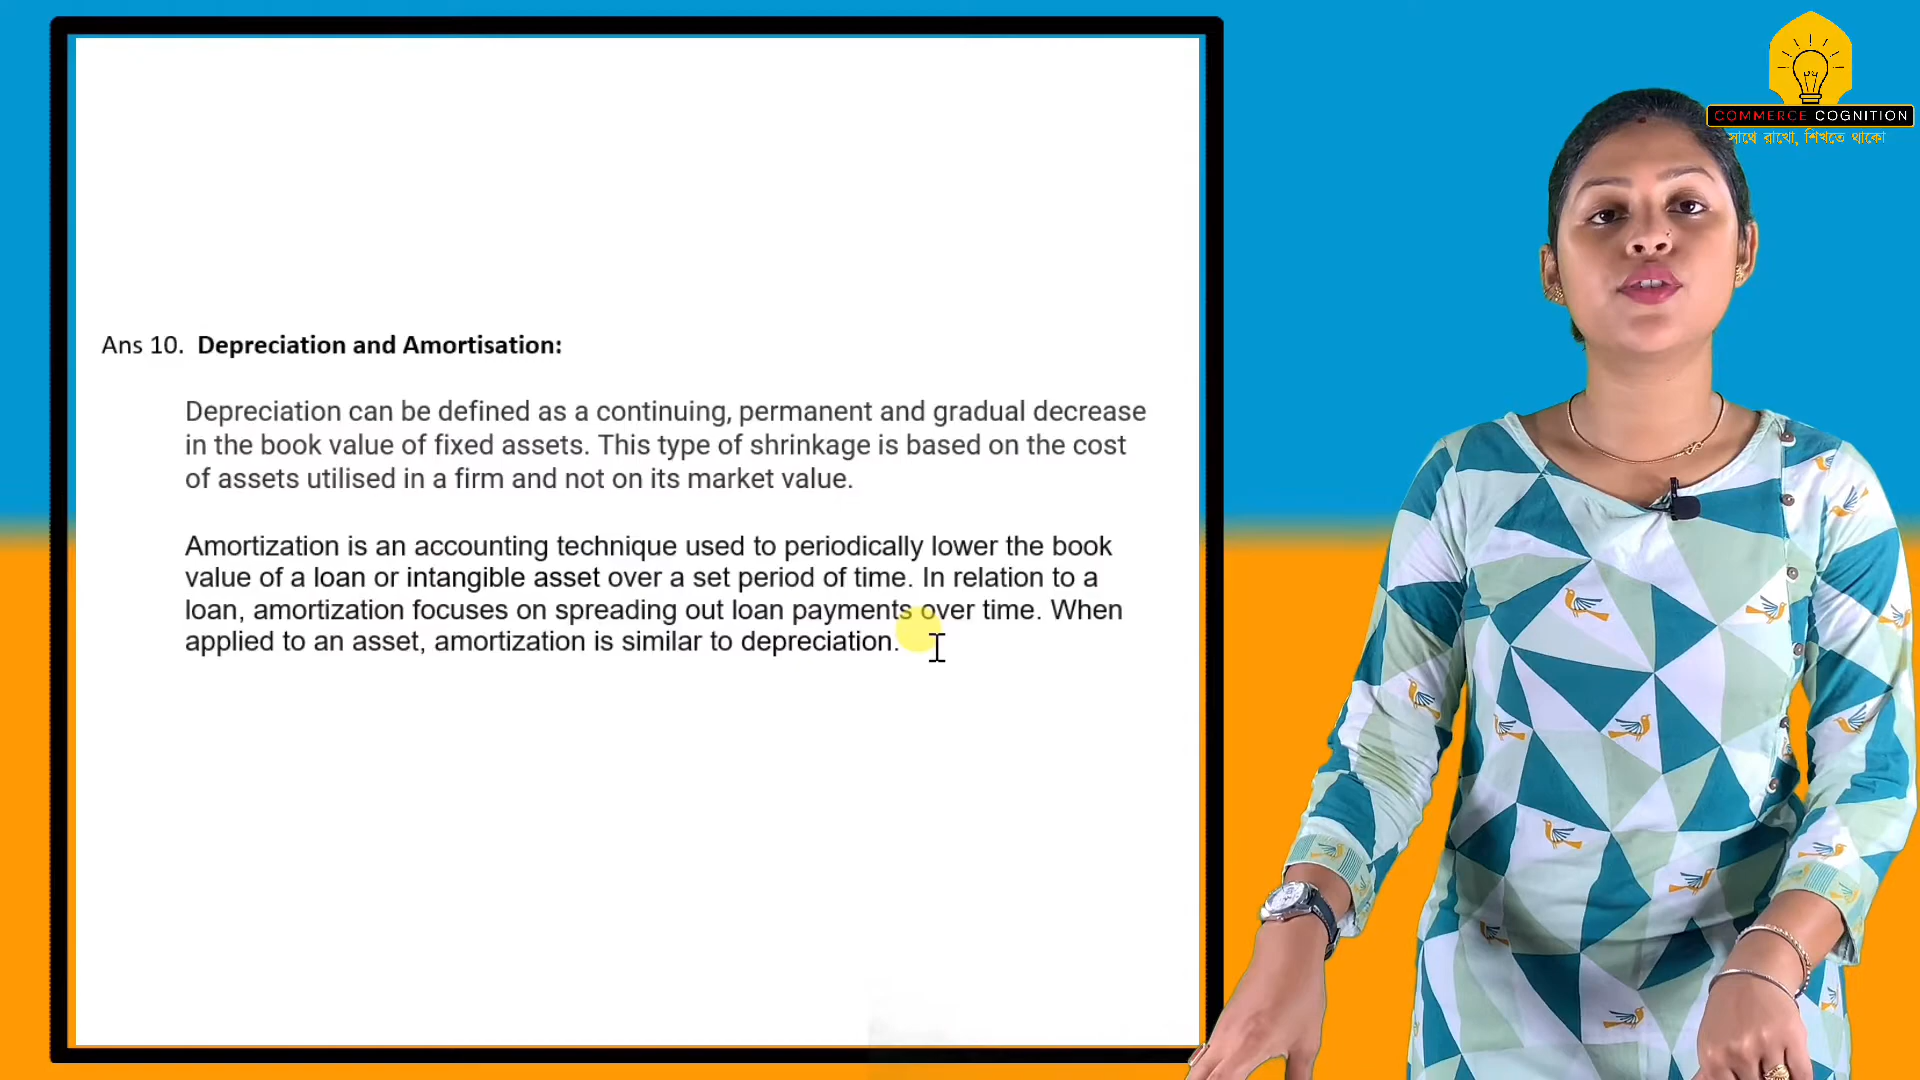 COMMERCE COGNITION
সাথে রাখো, শিখতে থাকো
Ans 10. Depreciation and Amortisation:
Depreciation can be defined as a continuing, permanent and gradual decrease
in the book value of fixed assets. This type of shrinkage is based on the cost
of assets utilised in a firm and not on its market value.
Amortization is an accounting technique used to periodically lower the book
value of a loan or intangible asset over a set period of time. In relation to a
loan, amortization focuses on spreading out loan payments over time. When
applied to an asset, amortization is similar to depreciation.